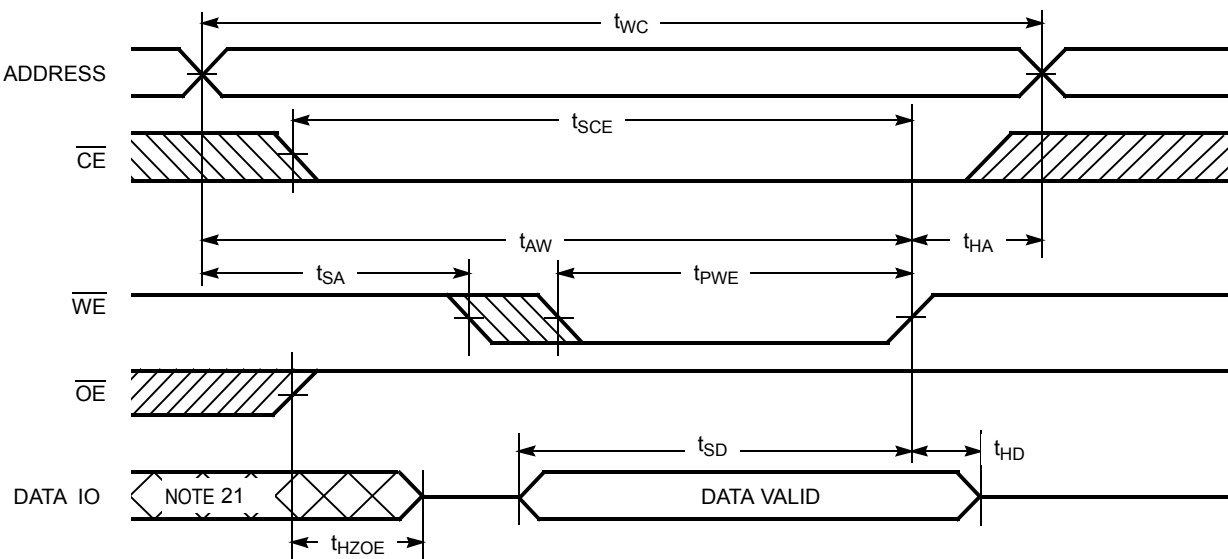 tWC
ADDRESS
tSCE
CE
tAW
tHA
tSA
tPWE
WE
OE
tSD
tHD
DATA IO
NOTE 21
DATA VALID
tHZOE